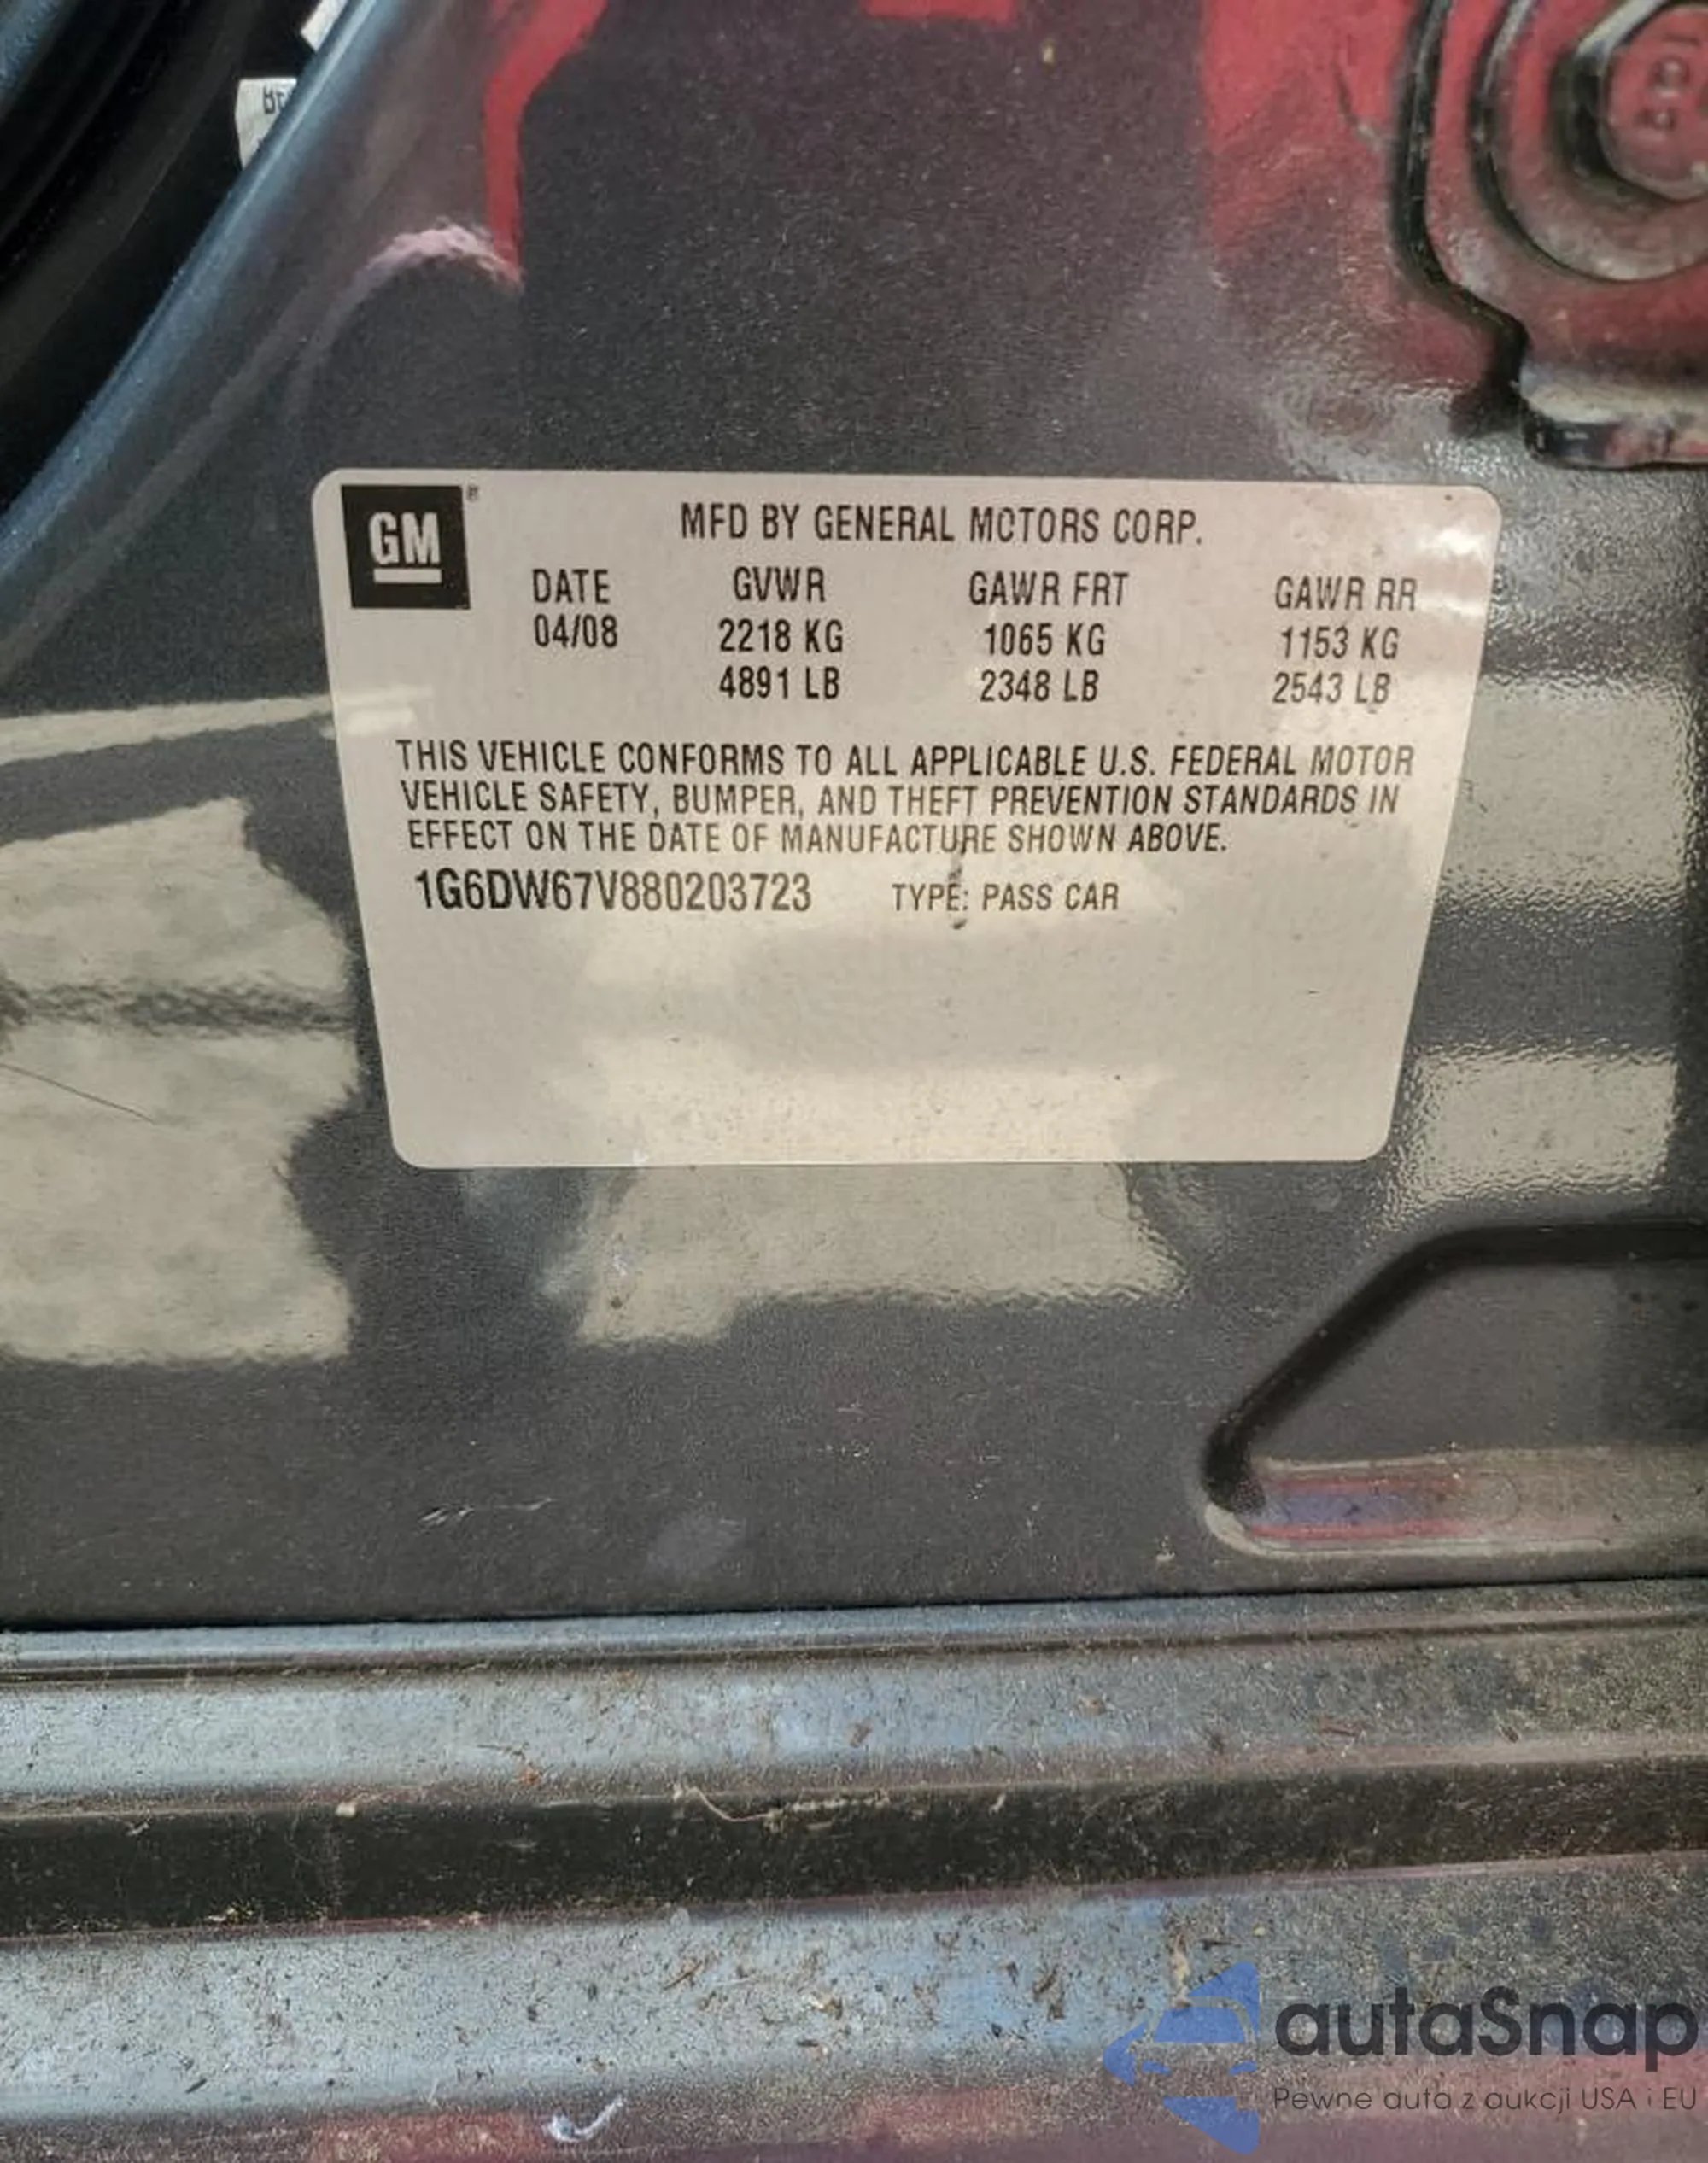 GM
MFD BY GENERAL MOTORS CORP.
DATE GVWR GAWR FRT GAWR RR
04/08 2218 KG 1065 KG 1153 KG
4891 LB 2348 LB 2543 LB
THIS VEHICLE CONFORMS TO ALL APPLICABLE U.S. FEDERAL MOTOR
VEHICLE SAFETY, BUMPER, AND THEFT PREVENTION STANDARDS IN
EFFECT ON THE DATE OF MANUFACTURE SHOWN ABOVE.
1G6DW67V880203723 TYPE: PASS CAR
autaSnap
Pewne auta z aukcji USA i EU